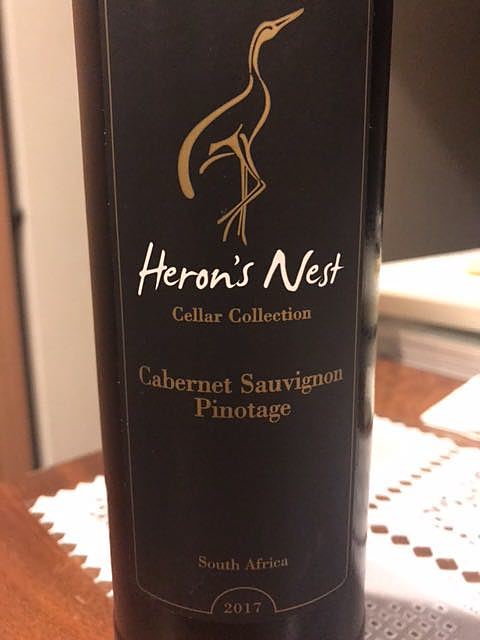 Heron's Nest
Cellar Collection
Cabernet Sauvignon
Pinotage
South Africa
2017